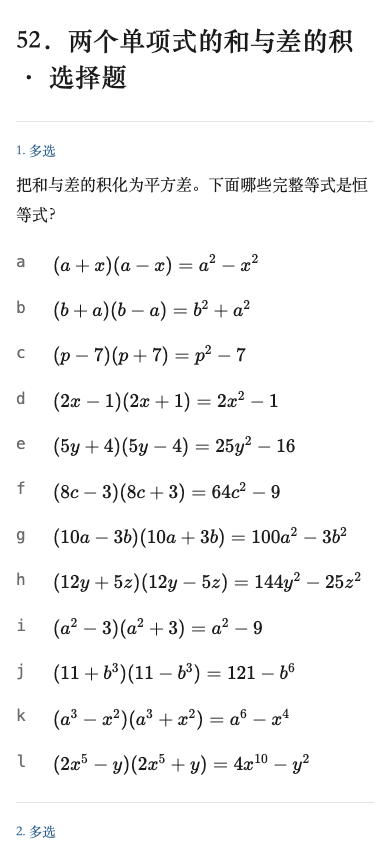 52. 两个单项式的和与差的积
· 选择题
1. 多选
把和与差的积化为平方差。下面哪些完整等式是恒
等式?
a (a + x)(a − x) = a² − x²
b (b + a)(b − a) = b² + a²
c (p − 7)(p + 7) = p² − 7
d (2x − 1)(2x + 1) = 2x² − 1
e (5y + 4)(5y − 4) = 25y² − 16
f (8c − 3)(8c + 3) = 64c² − 9
g (10a − 3b)(10a + 3b) = 100a² − 3b²
h (12y + 5z)(12y − 5z) = 144y² − 25z²
i (a² − 3)(a² + 3) = a² − 9
j (11 + b³)(11 − b³) = 121 − b⁶
k (a³ − x²)(a³ + x²) = a⁶ − x⁴
l (2x⁵ − y)(2x⁵ + y) = 4x¹⁰ − y²
2. 多选